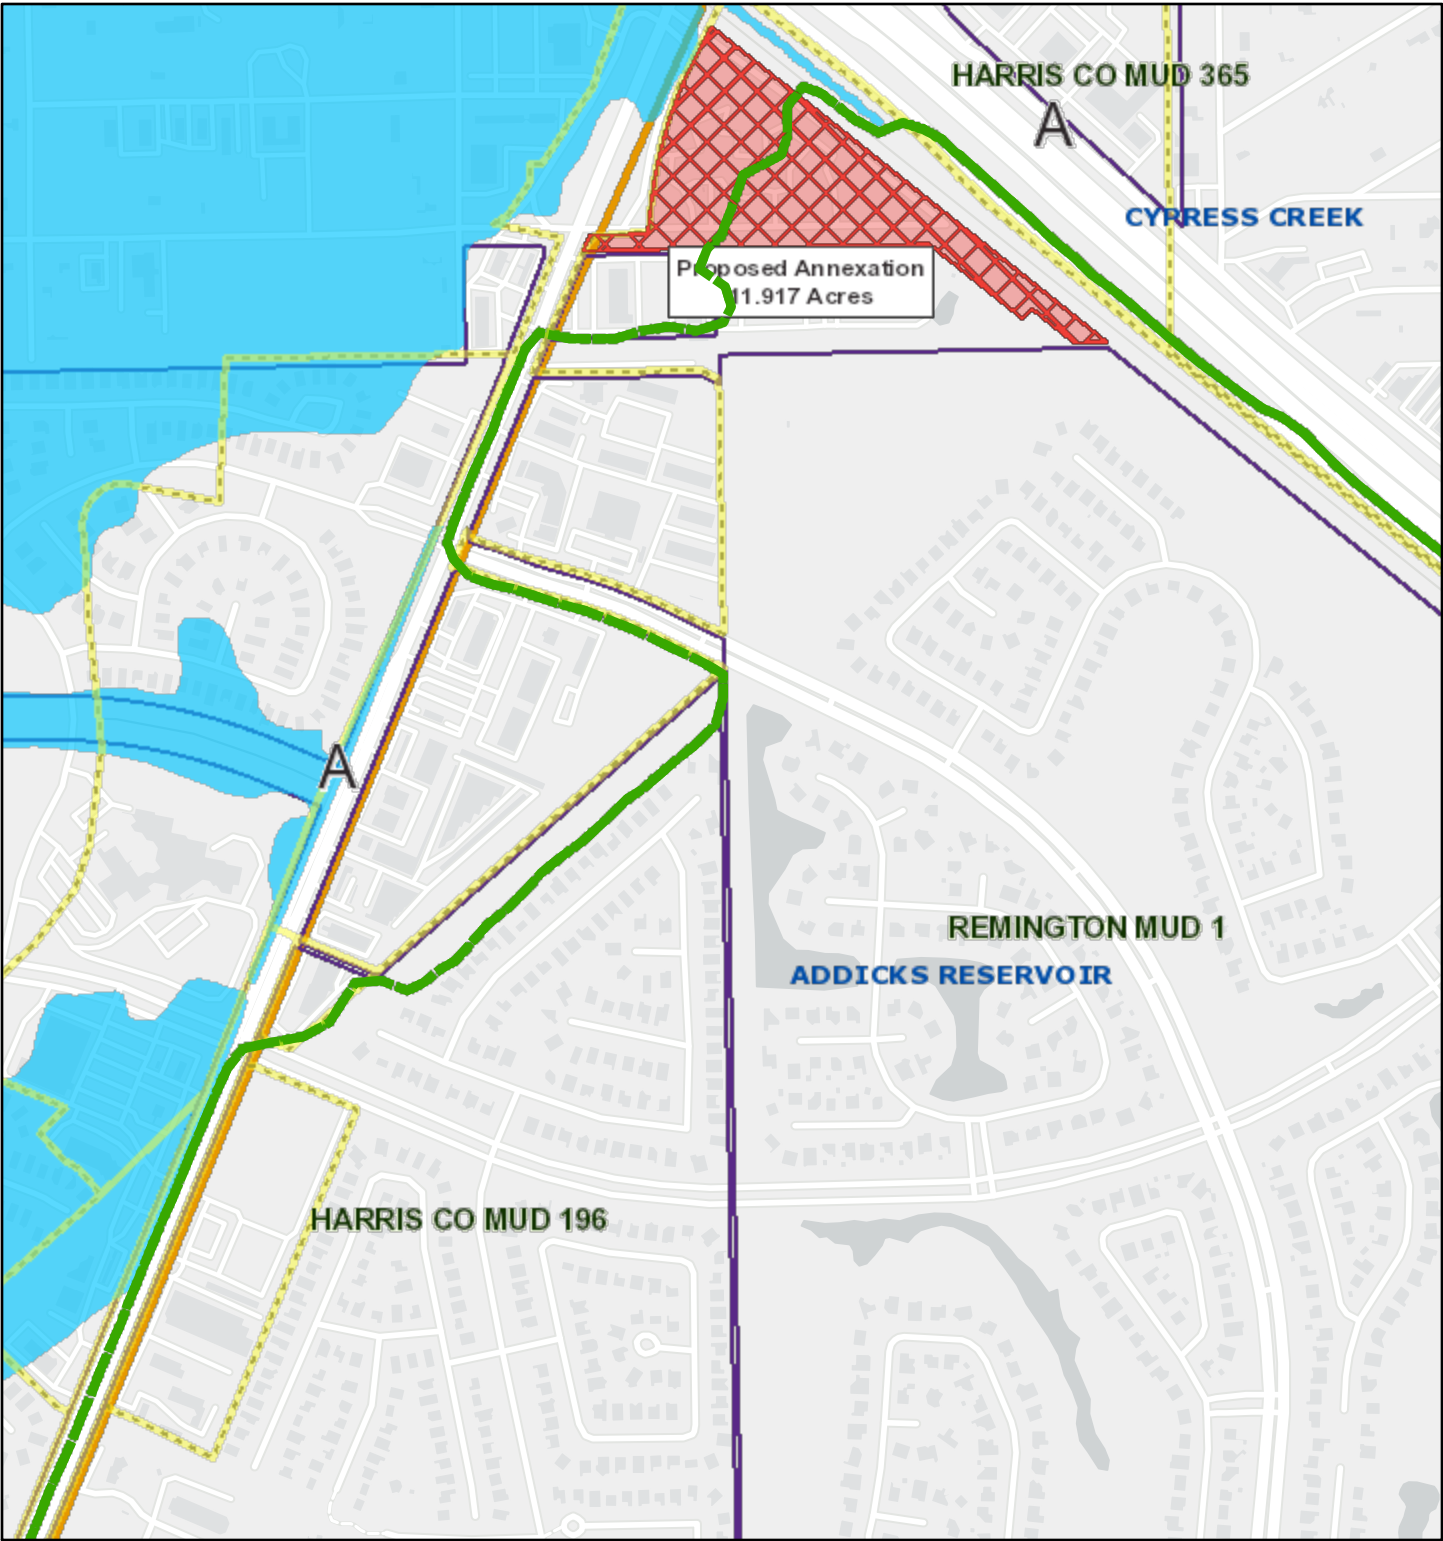 HARRIS CO MUD 365
A
CYPRESS CREEK
Proposed Annexation
11.917 Acres
A
REMINGTON MUD 1
ADDICKS RESERVOIR
HARRIS CO MUD 196